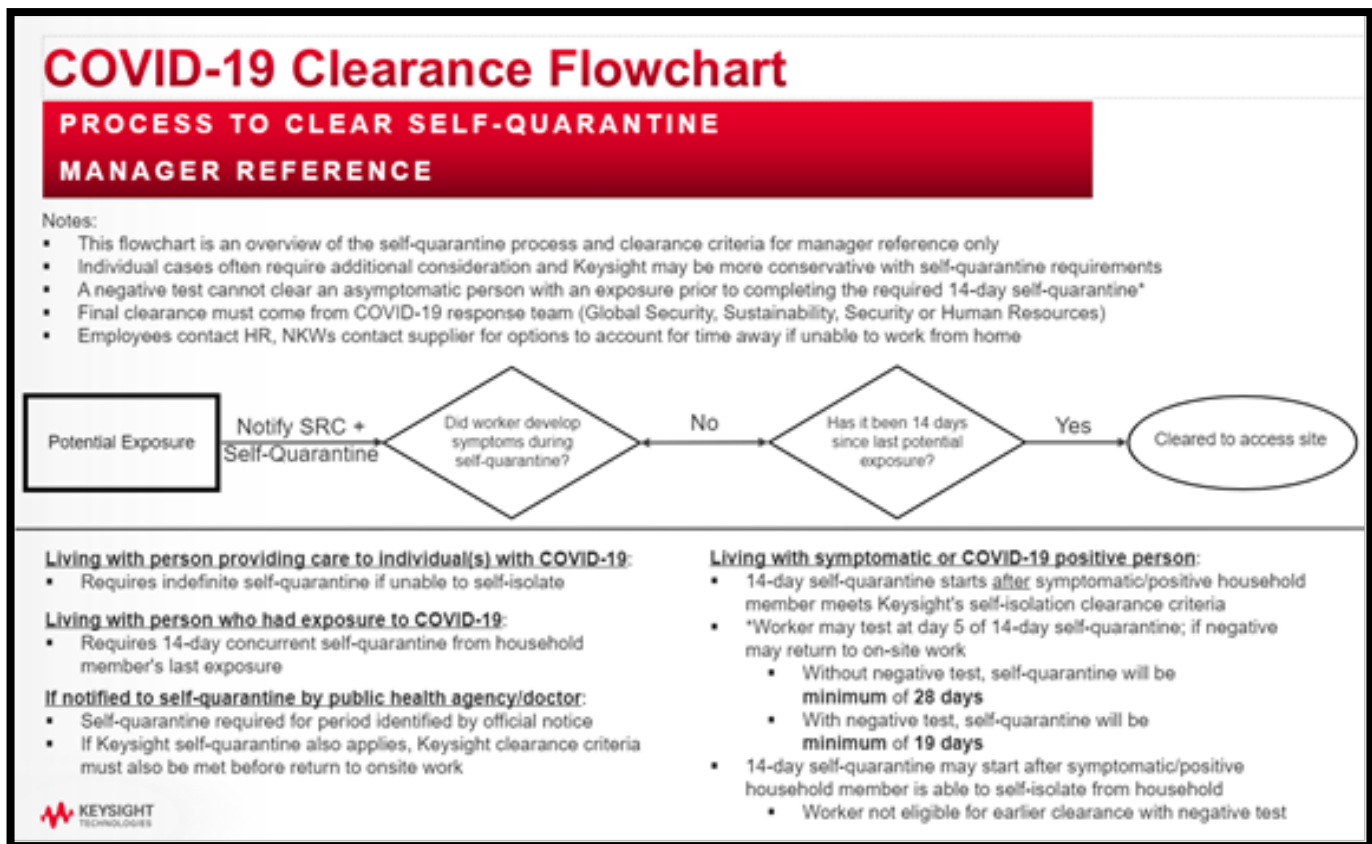 COVID-19 Clearance Flowchart
PROCESS TO CLEAR SELF-QUARANTINE
MANAGER REFERENCE
Notes:
▪ This flowchart is an overview of the self-quarantine process and clearance criteria for manager reference only
▪ Individual cases often require additional consideration and Keysight may be more conservative with self-quarantine requirements
▪ A negative test cannot clear an asymptomatic person with an exposure prior to completing the required 14-day self-quarantine*
▪ Final clearance must come from COVID-19 response team (Global Security, Sustainability, Security or Human Resources)
▪ Employees contact HR, NKWs contact supplier for options to account for time away if unable to work from home
Potential Exposure
Notify SRC +
Self-Quarantine
Did worker develop
symptoms during
self-quarantine?
No
Has it been 14 days
since last potential
exposure?
Yes
Cleared to access site
Living with person providing care to individual(s) with COVID-19:
▪ Requires indefinite self-quarantine if unable to self-isolate
Living with person who had exposure to COVID-19:
▪ Requires 14-day concurrent self-quarantine from household
member's last exposure
If notified to self-quarantine by public health agency/doctor:
▪ Self-quarantine required for period identified by official notice
▪ If Keysight self-quarantine also applies, Keysight clearance criteria
must also be met before return to onsite work
Living with symptomatic or COVID-19 positive person:
▪ 14-day self-quarantine starts after symptomatic/positive household
member meets Keysight's self-isolation clearance criteria
▪ *Worker may test at day 5 of 14-day self-quarantine; if negative
may return to on-site work
▪ Without negative test, self-quarantine will be
minimum of 28 days
▪ With negative test, self-quarantine will be
minimum of 19 days
▪ 14-day self-quarantine may start after symptomatic/positive
household member is able to self-isolate from household
▪ Worker not eligible for earlier clearance with negative test
KEYSIGHT
TECHNOLOGIES